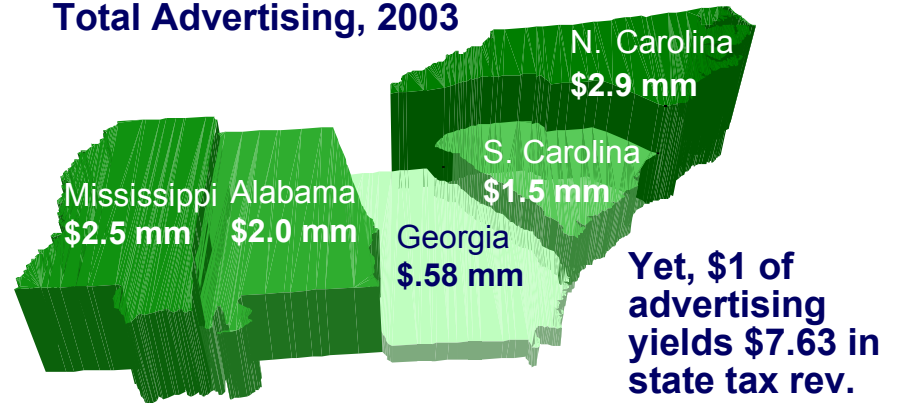 Total Advertising, 2003
N. Carolina
$2.9 mm
S. Carolina
$1.5 mm
Mississippi
$2.5 mm
Alabama
$2.0 mm
Georgia
$.58 mm
Yet, $1 of
advertising
yields $7.63 in
state tax rev.